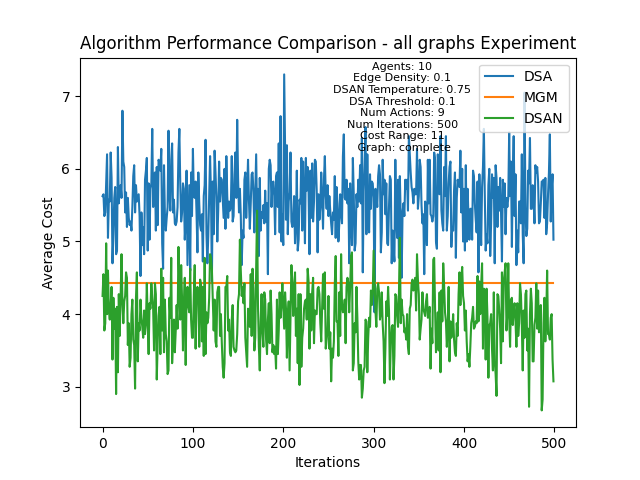 Algorithm Performance Comparison - all graphs Experiment
Agents: 10
Edge Density: 0.1
DSAN Temperature: 0.75
DSA Threshold: 0.1
Num Actions: 9
Num Iterations: 500
Cost Range: 11
Graph: complete
DSA
MGM
DSAN
Average Cost
7
6
5
4
3
0
100
200
300
400
500
Iterations